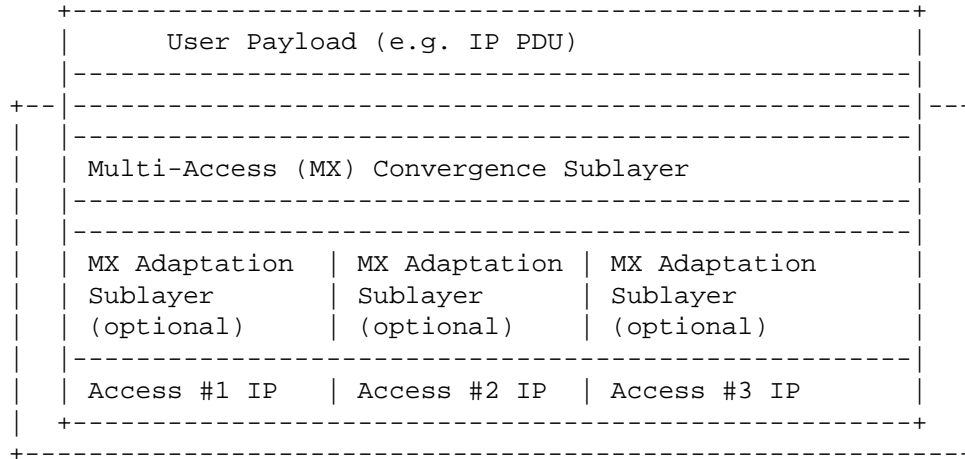 User Payload (e.g. IP PDU)
Multi-Access (MX) Convergence Sublayer
MX Adaptation | MX Adaptation | MX Adaptation
Sublayer | Sublayer | Sublayer
(optional) | (optional) | (optional)
Access #1 IP | Access #2 IP | Access #3 IP